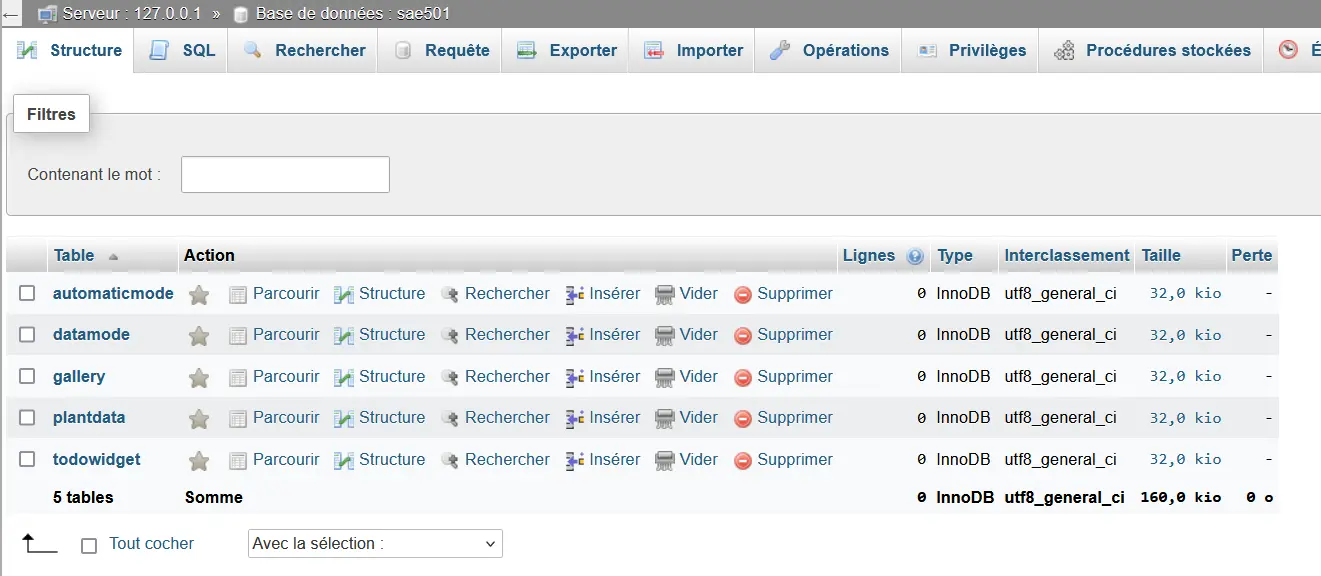 ← Serveur : 127.0.0.1 » Base de données : sae501
Structure SQL Rechercher Requête Exporter Importer Opérations Privilèges Procédures stockées É
Filtres
Contenant le mot :
Table Action Lignes Type Interclassement Taille Perte
automaticmode Parcourir Structure Rechercher Insérer Vider Supprimer 0 InnoDB utf8_general_ci 32,0 kio -
datamode Parcourir Structure Rechercher Insérer Vider Supprimer 0 InnoDB utf8_general_ci 32,0 kio -
gallery Parcourir Structure Rechercher Insérer Vider Supprimer 0 InnoDB utf8_general_ci 32,0 kio -
plantdata Parcourir Structure Rechercher Insérer Vider Supprimer 0 InnoDB utf8_general_ci 32,0 kio -
todowidget Parcourir Structure Rechercher Insérer Vider Supprimer 0 InnoDB utf8_general_ci 32,0 kio -
5 tables Somme 0 InnoDB utf8_general_ci 160,0 kio 0 o
Tout cocher Avec la sélection :